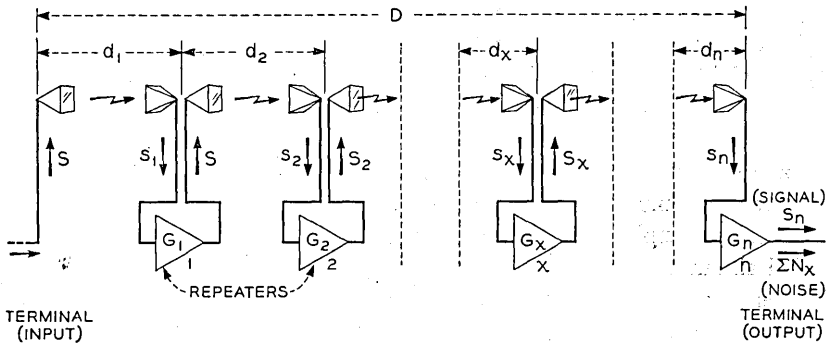 D
d₁ d₂ dₓ dₙ
S s₁ S s₂ S₂ sₓ Sₓ sₙ
(SIGNAL)
Sₙ
G₁ G₂ Gₓ Gₙ
1 2 x n
ΣNₓ
REPEATERS
(NOISE)
TERMINAL
(INPUT)
TERMINAL
(OUTPUT)